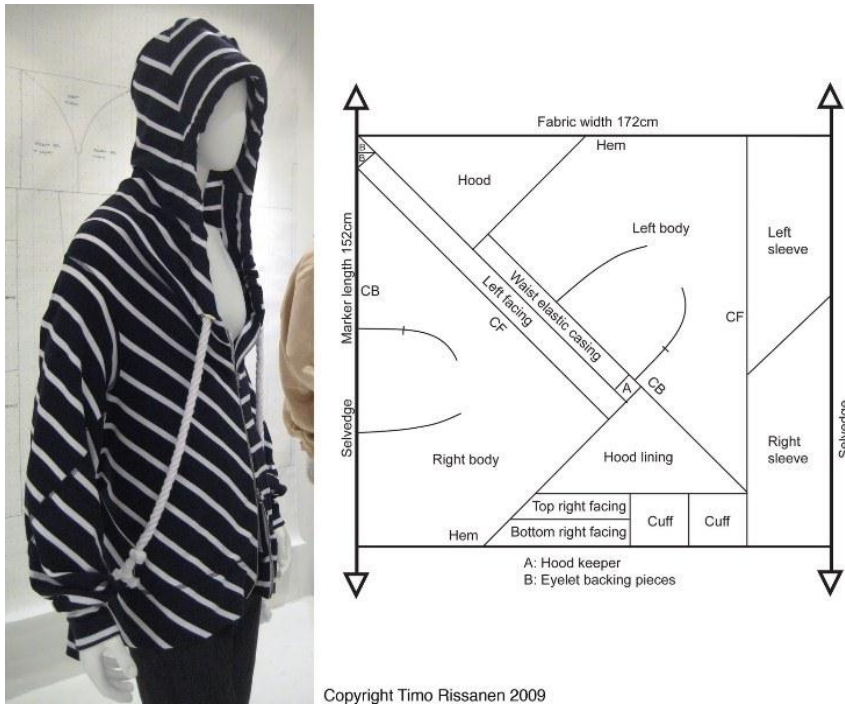 Fabric width 172cm
Hem
B
B
Hood
Left body
Left
sleeve
Marker length 152cm
CB
Waist elastic casing
Left facing
CF
CF
A
CB
Selvedge
Selvedge
Right body
Hood lining
Right
sleeve
Top right facing
Bottom right facing
Cuff
Cuff
Hem
A: Hood keeper
B: Eyelet backing pieces
Copyright Timo Rissanen 2009